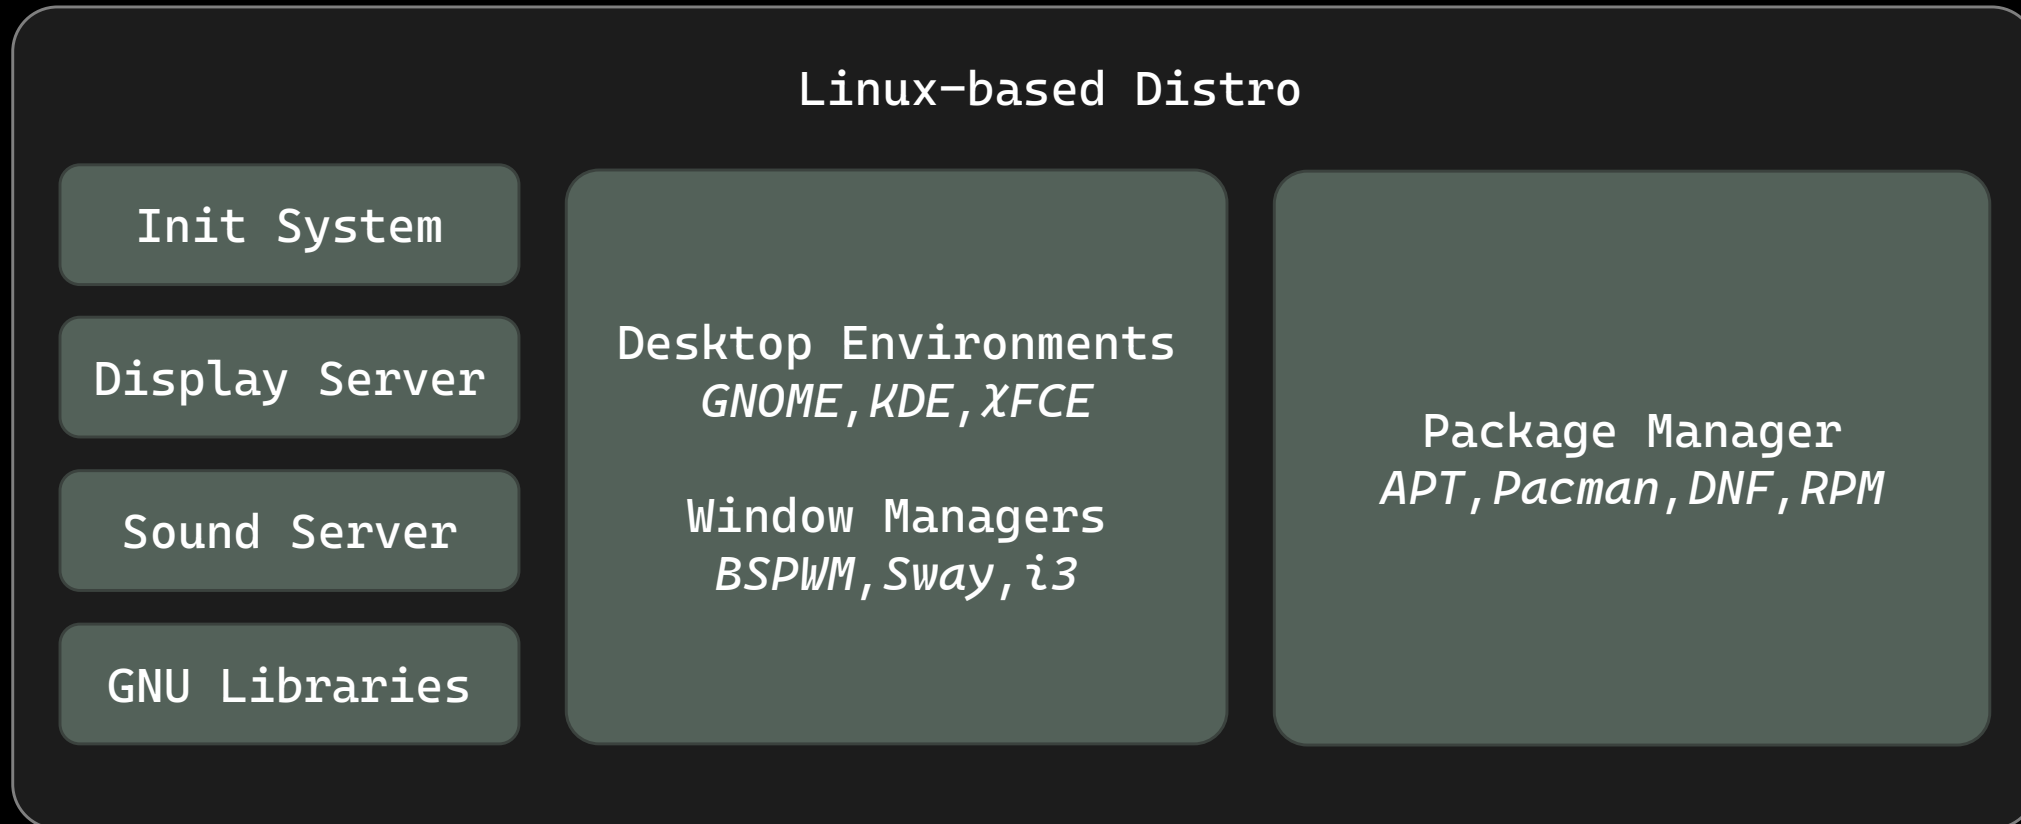 Linux-based Distro
Init System
Display Server
Sound Server
GNU Libraries
Desktop Environments
GNOME,KDE,XFCE
Window Managers
BSPWM,Sway,i3
Package Manager
APT,Pacman,DNF,RPM